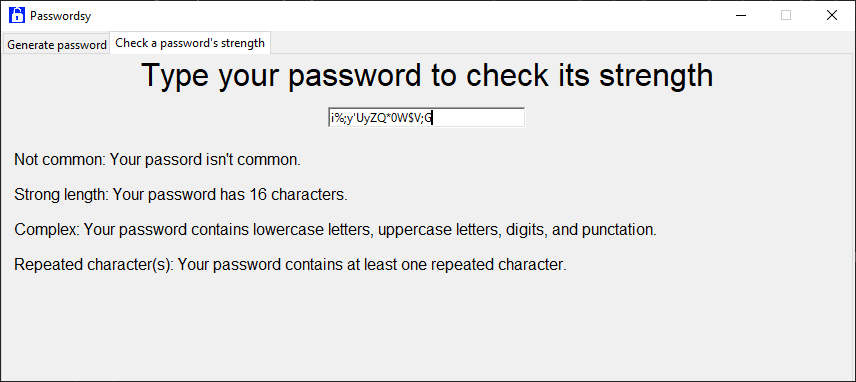 Passwordsy
Generate password
Check a password's strength
Type your password to check its strength
i%;y'UyZQ*0W$V;G
Not common: Your passord isn't common.
Strong length: Your password has 16 characters.
Complex: Your password contains lowercase letters, uppercase letters, digits, and punctation.
Repeated character(s): Your password contains at least one repeated character.